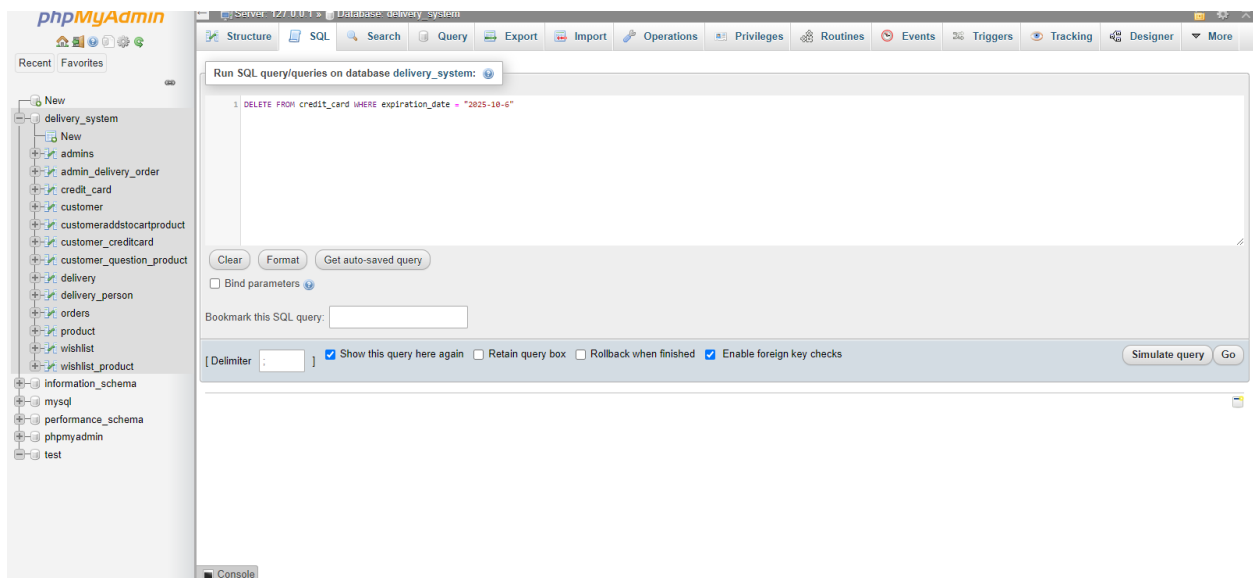 phpMyAdmin
Recent Favorites
New
delivery_system
New
admins
admin_delivery_order
credit_card
customer
customeraddstocartproduct
customer_creditcard
customer_question_product
delivery
delivery_person
orders
product
wishlist
wishlist_product
information_schema
mysql
performance_schema
phpmyadmin
test
Server: 127.0.0.1 » Database: delivery_system
Structure SQL Search Query Export Import Operations Privileges Routines Events Triggers Tracking Designer More
Run SQL query/queries on database delivery_system:
1 DELETE FROM credit_card WHERE expiration_date = "2025-10-6"
Clear Format Get auto-saved query
Bind parameters
Bookmark this SQL query:
[ Delimiter ; ] Show this query here again Retain query box Rollback when finished Enable foreign key checks Simulate query Go
Console